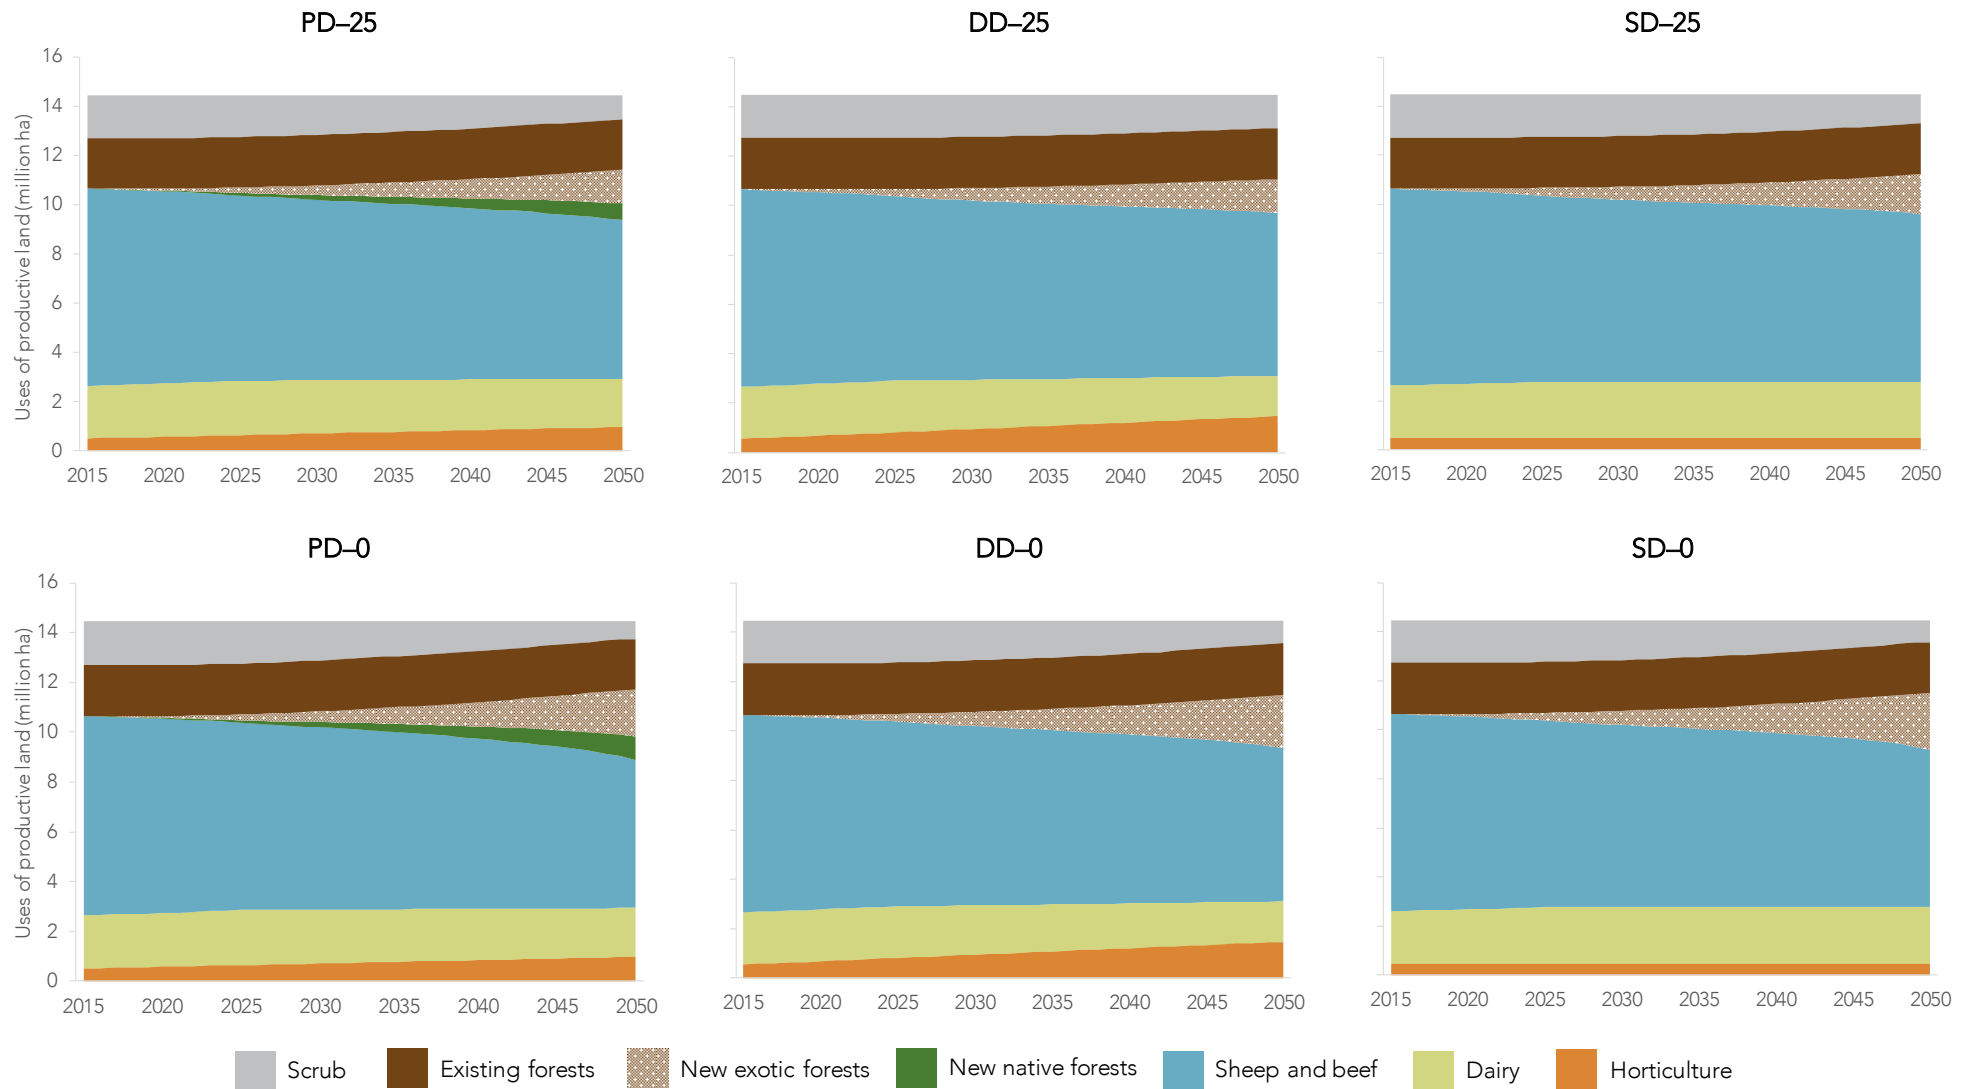 PD–25 DD–25 SD–25
Uses of productive land (million ha)
16
14
12
10
8
6
4
2
0
2015 2020 2025 2030 2035 2040 2045 2050
2015 2020 2025 2030 2035 2040 2045 2050
2015 2020 2025 2030 2035 2040 2045 2050
PD–0 DD–0 SD–0
Uses of productive land (million ha)
16
14
12
10
8
6
4
2
0
2015 2020 2025 2030 2035 2040 2045 2050
2015 2020 2025 2030 2035 2040 2045 2050
2015 2020 2025 2030 2035 2040 2045 2050
Scrub Existing forests New exotic forests New native forests Sheep and beef Dairy Horticulture